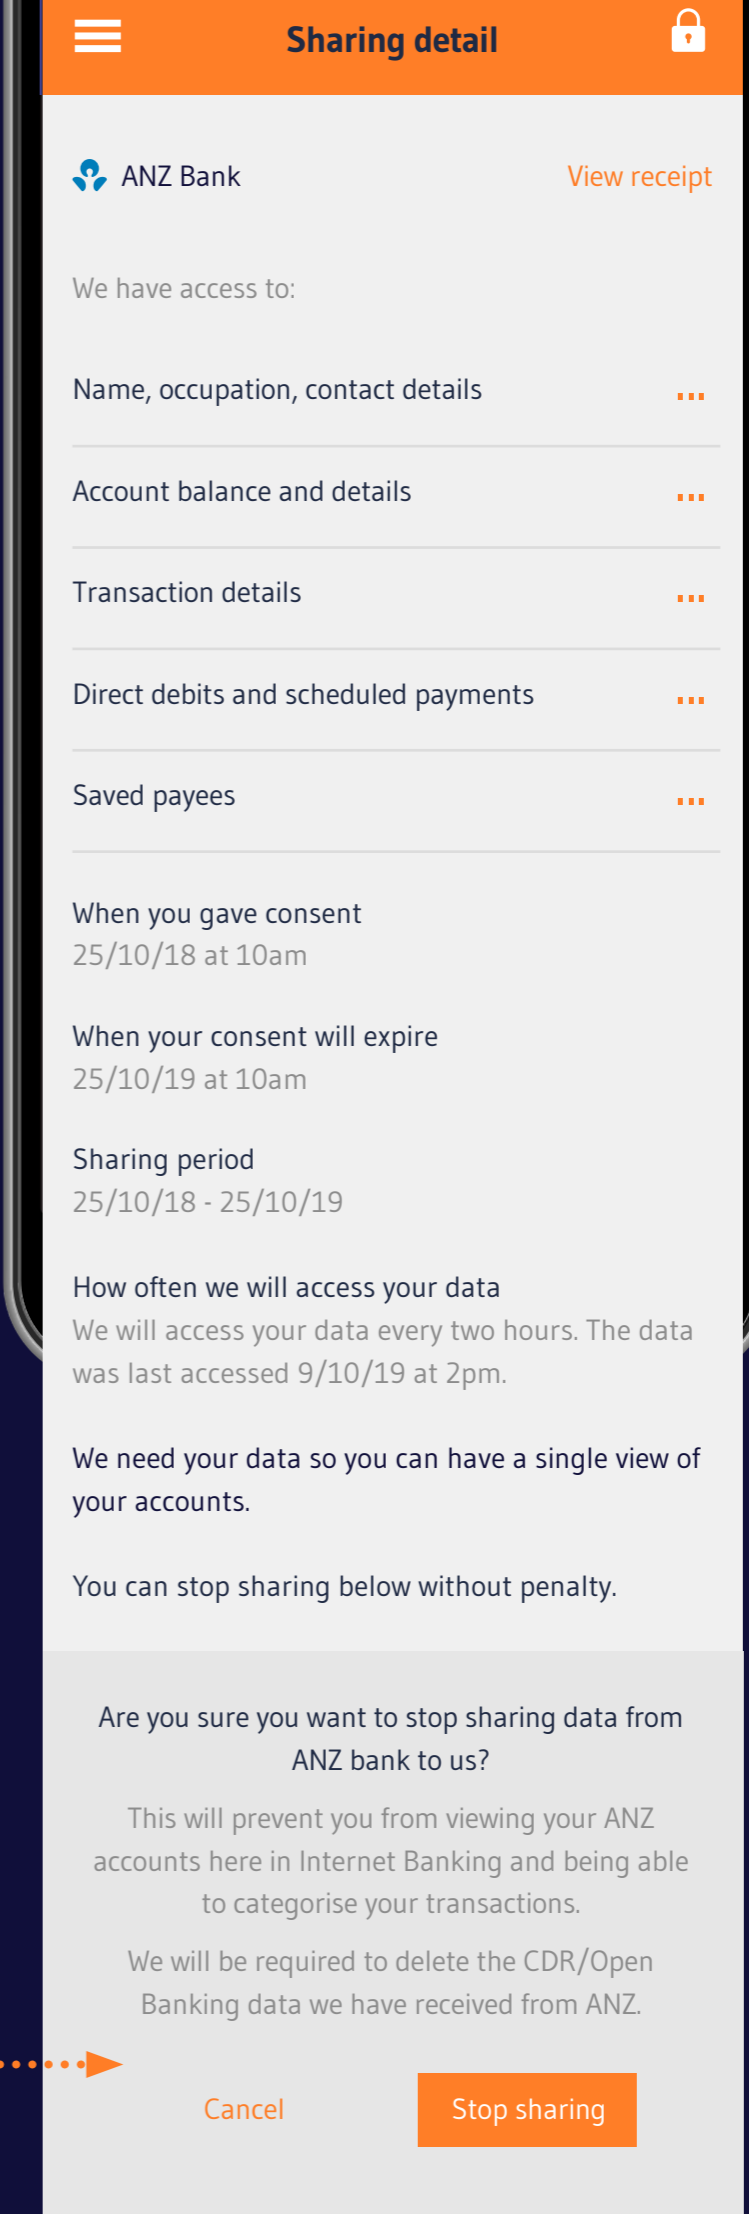 Sharing detail
ANZ Bank
View receipt
We have access to:
Name, occupation, contact details
Account balance and details
Transaction details
Direct debits and scheduled payments
Saved payees
When you gave consent
25/10/18 at 10am
When your consent will expire
25/10/19 at 10am
Sharing period
25/10/18 - 25/10/19
How often we will access your data
We will access your data every two hours. The data
was last accessed 9/10/19 at 2pm.
We need your data so you can have a single view of
your accounts.
You can stop sharing below without penalty.
Are you sure you want to stop sharing data from
ANZ bank to us?
This will prevent you from viewing your ANZ
accounts here in Internet Banking and being able
to categorise your transactions.
We will be required to delete the CDR/Open
Banking data we have received from ANZ.
Cancel
Stop sharing